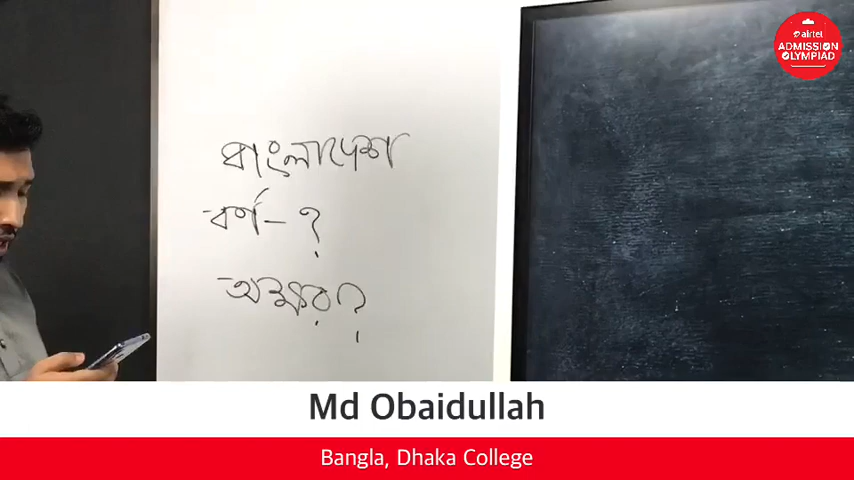 airtel
ADMISSION
OLYMPIAD
বাংলাদেশ
বর্ণ-?
অক্ষর?
Md Obaidullah
Bangla, Dhaka College